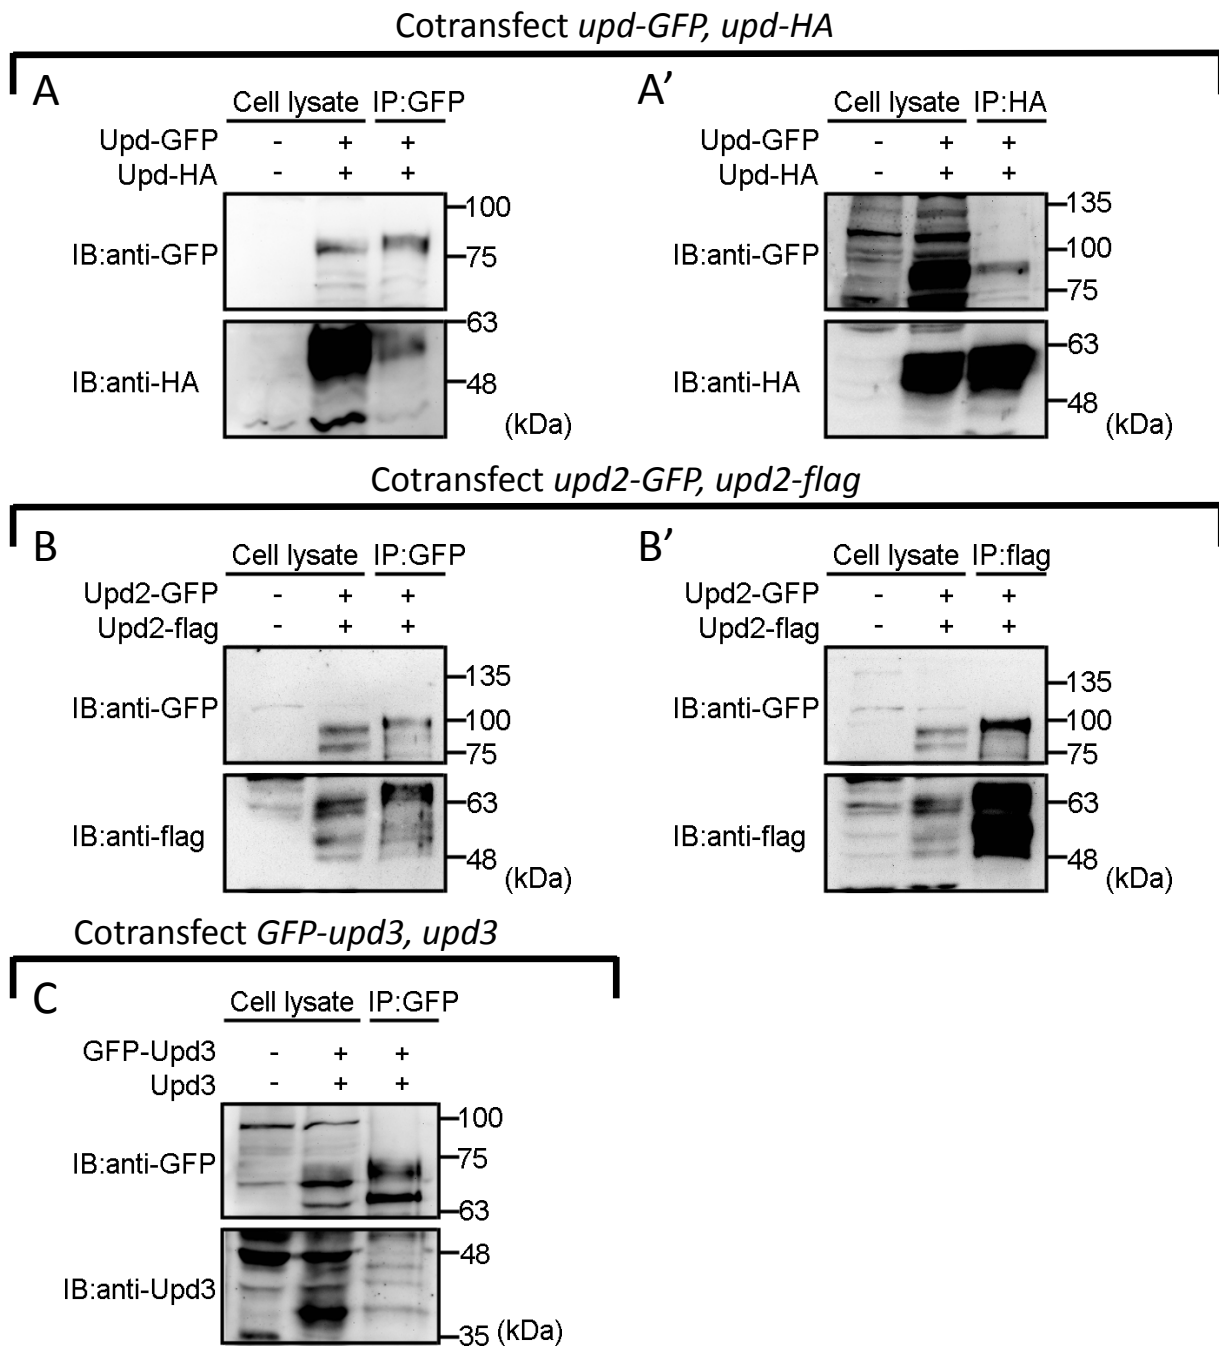 Cotransfect upd-GFP, upd-HA
A
Cell lysate IP:GFP
Upd-GFP - + +
Upd-HA - + +
IB:anti-GFP
100
75
IB:anti-HA
63
48
(kDa)
A'
Cell lysate IP:HA
Upd-GFP - + +
Upd-HA - + +
IB:anti-GFP
135
100
75
IB:anti-HA
63
48
(kDa)
Cotransfect upd2-GFP, upd2-flag
B
Cell lysate IP:GFP
Upd2-GFP - + +
Upd2-flag - + +
IB:anti-GFP
135
100
75
IB:anti-flag
63
48
(kDa)
B'
Cell lysate IP:flag
Upd2-GFP - + +
Upd2-flag - + +
IB:anti-GFP
135
100
75
IB:anti-flag
63
48
(kDa)
Cotransfect GFP-upd3, upd3
C
Cell lysate IP:GFP
GFP-Upd3 - + +
Upd3 - + +
IB:anti-GFP
100
75
63
IB:anti-Upd3
48
35 (kDa)